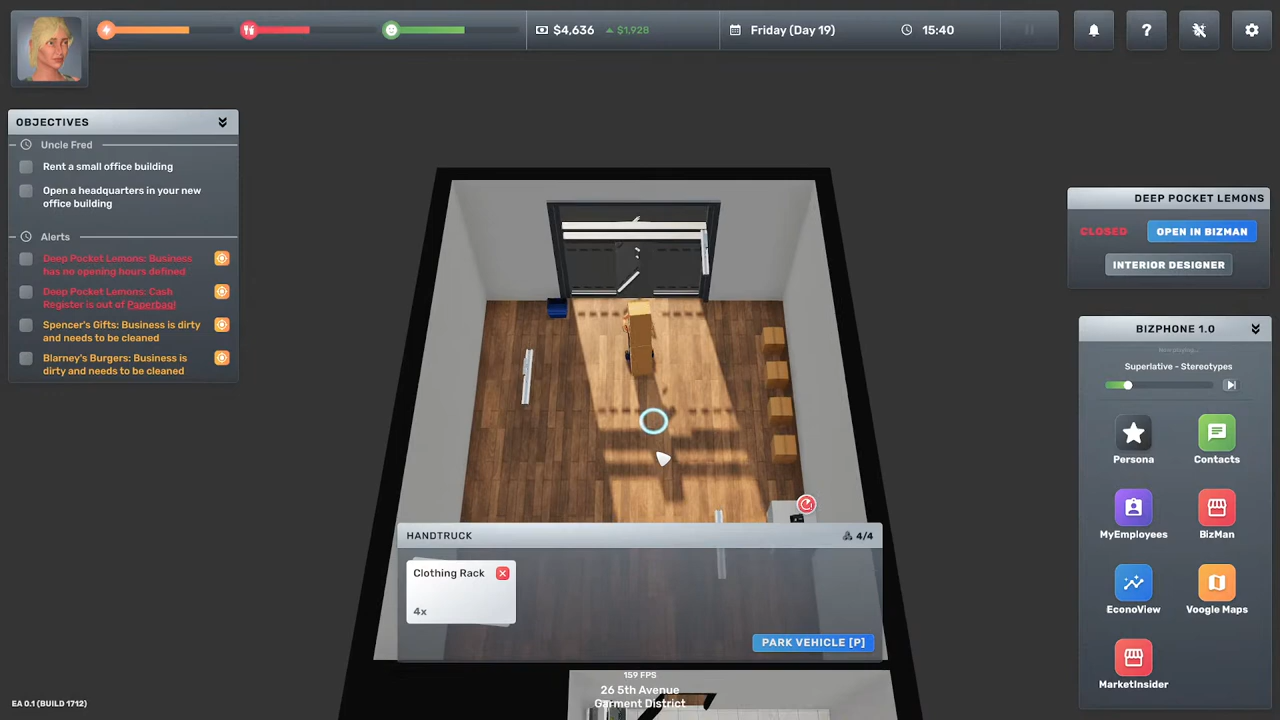 $4,636
$1,928
Friday (Day 19)
15:40
?
OBJECTIVES
Uncle Fred
Rent a small office building
Open a headquarters in your new
office building
Alerts
Deep Pocket Lemons: Business
has no opening hours defined
Deep Pocket Lemons: Cash
Register is out of Paperbag!
Spencer's Gifts: Business is dirty
and needs to be cleaned
Blarney's Burgers: Business is
dirty and needs to be cleaned
DEEP POCKET LEMONS
CLOSED
OPEN IN BIZMAN
INTERIOR DESIGNER
BIZPHONE 1.0
Now playing...
Superlative - Stereotypes
Persona
Contacts
MyEmployees
BizMan
EconoView
Voogle Maps
MarketInsider
HANDTRUCK
4/4
Clothing Rack
4x
PARK VEHICLE [P]
159 FPS
26 5th Avenue
Garment District
EA 0.1 (BUILD 1712)